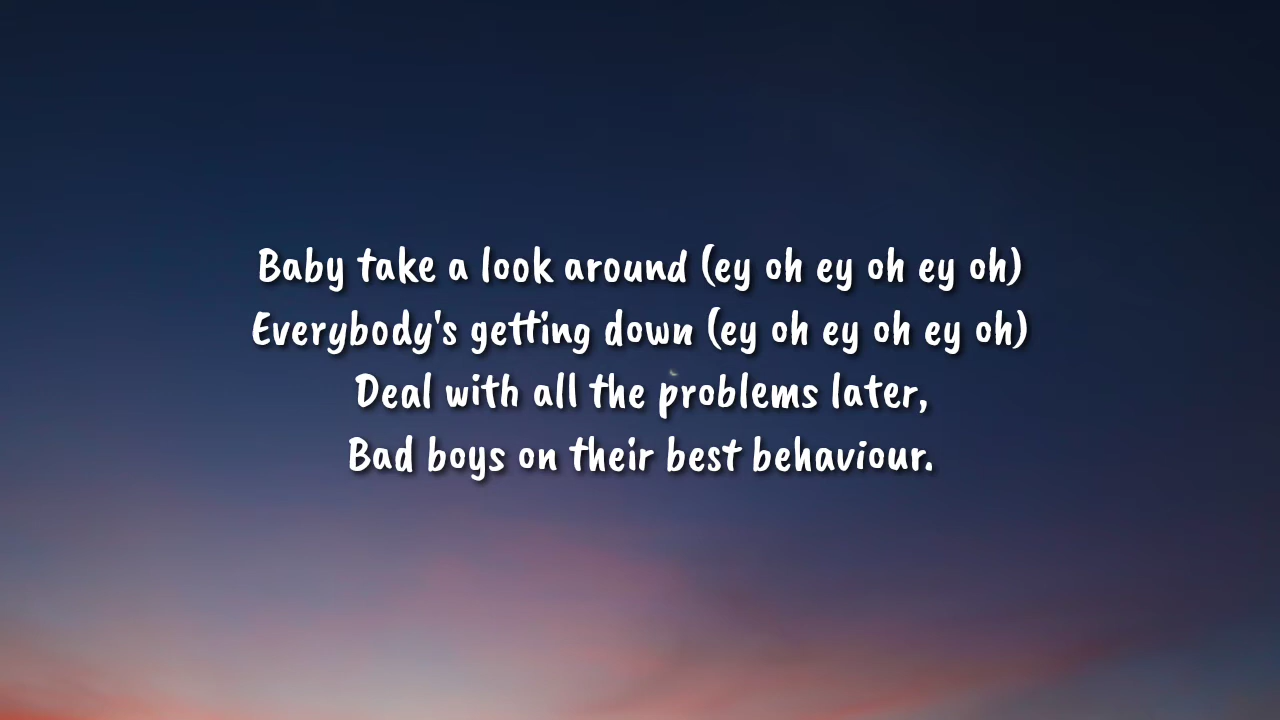 Baby take a look around (ey oh ey oh ey oh)
Everybody's getting down (ey oh ey oh ey oh)
Deal with all the problems later,
Bad boys on their best behaviour.